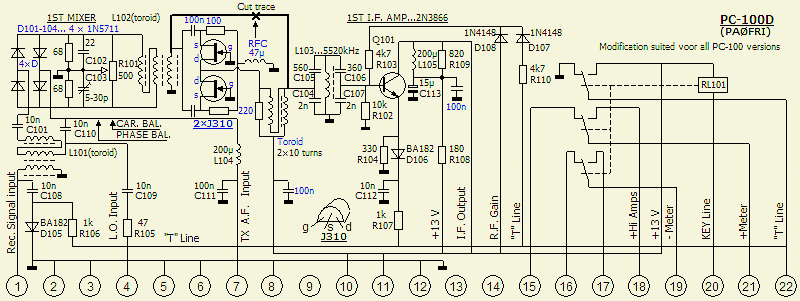 1ST MIXER
L102(toroid)
D101-104... 4 × 1N5711
Cut trace
1ST I.F. AMP...2N3866
PC-100D
(PAØFRI)
Modification suited voor all PC-100 versions
4×D
68
22
C102
C103
5-30p
68
R101
500
100n
100
s
d
g
d
s
g
RFC
47µ
2×J310
220
L103...5520kHz
560
C105
C104
2n
360
C106
C107
2n
Q101
4k7
R103
10k
R102
200µ
L105
820
R109
15µ
C113
100n
1N4148
D108
1N4148
D107
4k7
R110
RL101
10n
C101
10n
C110
CAR. BAL.
PHASE BAL.
L101(toroid)
Toroid
2×10 turns
200µ
L104
330
R104
BA182
D106
180
R108
10n
C108
10n
C109
100n
C111
100n
10n
C112
BA182
D105
1k
R106
47
R105
1k
R107
g s d
J310
Rec. Signal input
"T" Line
L.O. Input
TX A.F. Input
+13 V
I.F. Output
R.F. Gain
"T" Line
+Hi Amps
+13 V
- Meter
KEY Line
+Meter
"T" Line
1 2 3 4 5 6 7 8 9 10 11 12 13 14 15 16 17 18 19 20 21 22